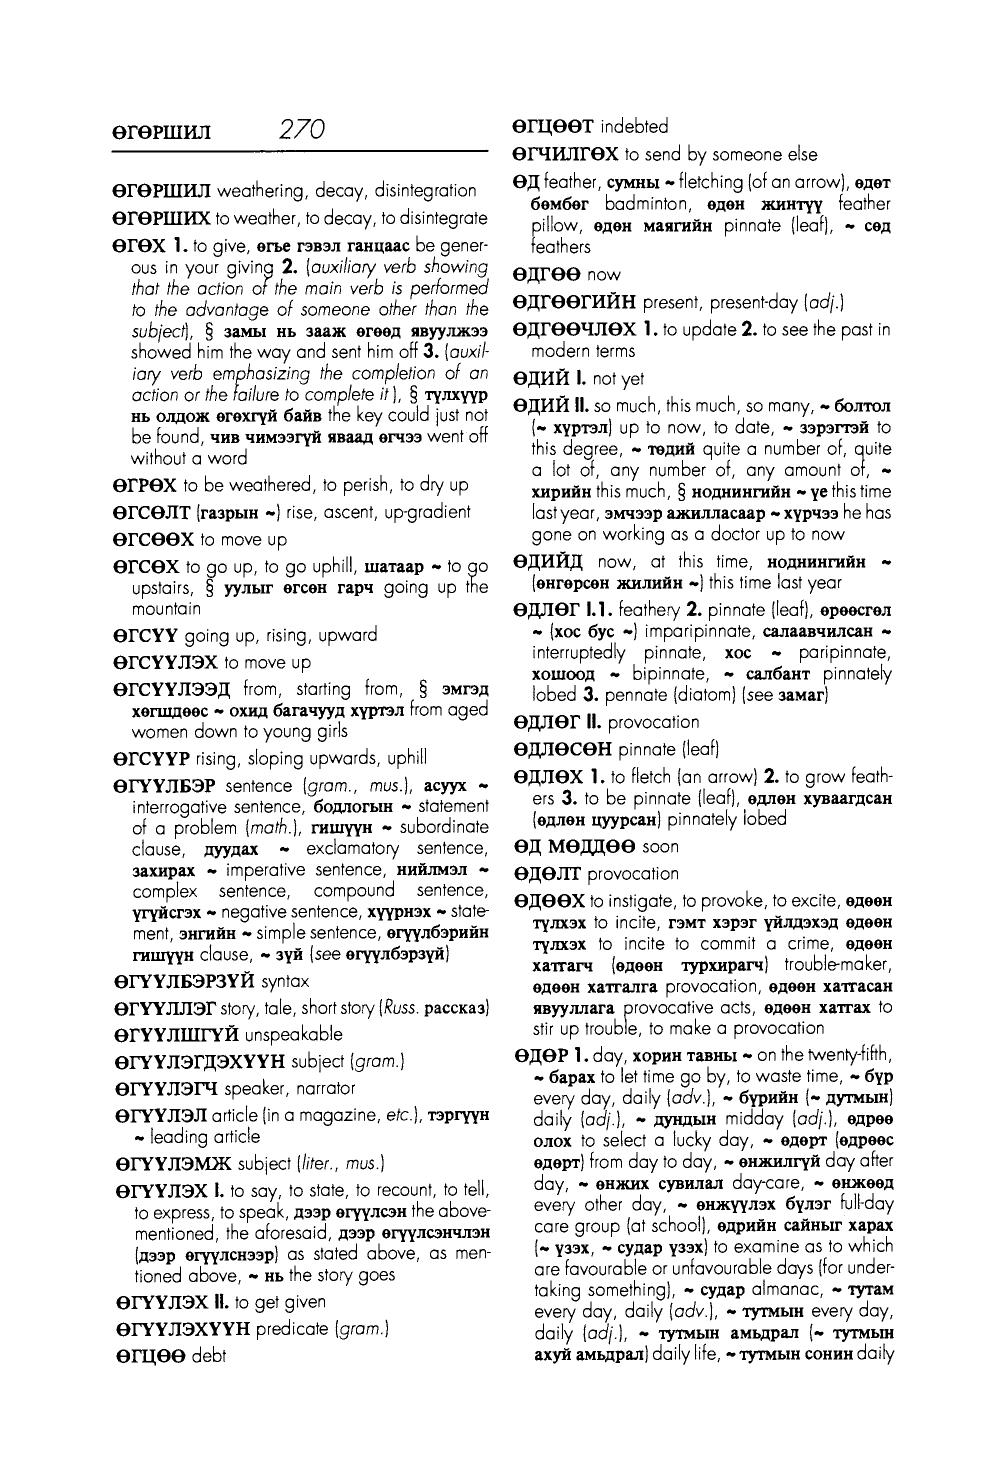 ӨГӨРШИЛ 270
ӨГӨРШИЛ weathering, decay, disintegration
ӨГӨРШИХ to weather, to decay, to disintegrate
ӨГӨХ 1. to give, өгье гэвэл ганцаас be gener-
ous in your giving 2. (auxiliary verb showing
that the action of the main verb is performed
to the advantage of someone other than the
subject), § замы нь зааж өгөөд явуулжээ
showed him the way and sent him off 3. (auxil-
iary verb emphasizing the completion of an
action or the failure to complete it), § түлхүүр
нь олдож өгөхгүй байв the key could just not
be found, чив чимээгүй яваад өгчээ went off
without a word
ӨГРӨХ to be weathered, to perish, to dry up
ӨГСӨЛТ (газрын ~) rise, ascent, up-gradient
ӨГСӨӨХ to move up
ӨГСӨХ to go up, to go uphill, шатаар ~ to go
upstairs, § уулыг өгсөн гарч going up the
mountain
ӨГСҮҮ going up, rising, upward
ӨГСҮҮЛЭХ to move up
ӨГСҮҮЛЭЭД from, starting from, § эмгэд
хөгшдөөс ~ охид багачууд хүртэл from aged
women down to young girls
ӨГСҮҮР rising, sloping upwards, uphill
ӨГҮҮЛБЭР sentence (gram., mus.), асуух ~
interrogative sentence, бодлогын ~ statement
of a problem (math.), гишүүн ~ subordinate
clause, дуудах ~ exclamatory sentence,
захирах ~ imperative sentence, нийлмэл ~
complex sentence, compound sentence,
үгүйсгэх ~ negative sentence, хүүрнэх ~ state-
ment, энгийн ~ simple sentence, өгүүлбэрийн
гишүүн clause, ~ зүй (see өгүүлбэрзүй)
ӨГҮҮЛБЭРЗҮЙ syntax
ӨГҮҮЛЛЭГ story, tale, short story (Russ. рассказ)
ӨГҮҮЛШГҮЙ unspeakable
ӨГҮҮЛЭГДЭХҮҮН subject (gram.)
ӨГҮҮЛЭГЧ speaker, narrator
ӨГҮҮЛЭЛ article (in a magazine, etc.), тэргүүн
~ leading article
ӨГҮҮЛЭМЖ subject (liter., mus.)
ӨГҮҮЛЭХ I. to say, to state, to recount, to tell,
to express, to speak, дээр өгүүлсэн the above-
mentioned, the aforesaid, дээр өгүүлсэнчлэн
(дээр өгүүлснээр) as stated above, as men-
tioned above, ~ нь the story goes
ӨГҮҮЛЭХ II. to get given
ӨГҮҮЛЭХҮҮН predicate (gram.)
ӨГЦӨӨ debt
ӨГЦӨӨТ indebted
ӨГЧИЛГӨХ to send by someone else
ӨД feather, сумны ~ fletching (of an arrow), өдөт
бөмбөг badminton, өдөн жинтүү feather
pillow, өдөн маягийн pinnate (leaf), ~ сөд
feathers
ӨДГӨӨ now
ӨДГӨӨГИЙН present, present-day (adj.)
ӨДГӨӨЧЛӨХ 1. to update 2. to see the past in
modern terms
ӨДИЙ I. not yet
ӨДИЙ II. so much, this much, so many, ~ болтол
(~ хүртэл) up to now, to date, ~ зэрэгтэй to
this degree, ~ төдий quite a number of, quite
a lot of, any number of, any amount of, ~
хирийн this much, § ноднингийн ~ үе this time
last year, эмчээр ажилласаар ~ хүрчээ he has
gone on working as a doctor up to now
ӨДИЙД now, at this time, ноднингийн ~
(өнгөрсөн жилийн ~) this time last year
ӨДЛӨГ I.1. feathery 2. pinnate (leaf), өрөөсгөл
~ (хос бус ~) imparipinnate, салаавчилсан ~
interruptedly pinnate, хос ~ paripinnate,
хошоод ~ bipinnate, ~ салбант pinnately
lobed 3. pennate (diatom) (see замаг)
ӨДЛӨГ II. provocation
ӨДЛӨСӨН pinnate (leaf)
ӨДЛӨХ 1. to fletch (an arrow) 2. to grow feath-
ers 3. to be pinnate (leaf), өдлөн хуваагдсан
(өдлөн цуурсан) pinnately lobed
ӨД МӨДДӨӨ soon
ӨДӨЛТ provocation
ӨДӨӨХ to instigate, to provoke, to excite, өдөөн
түлхэх to incite, гэмт хэрэг үйлдэхэд өдөөн
түлхэх to incite to commit a crime, өдөөн
хатгагч (өдөөн турхирагч) trouble-maker,
өдөөн хатгалга provocation, өдөөн хатгасан
явууллага provocative acts, өдөөн хатгах to
stir up trouble, to make a provocation
ӨДӨР 1. day, хорин тавны ~ on the twenty-fifth,
~ барах to let time go by, to waste time, ~ бүр
every day, daily (adv.), ~ бүрийн (~ дутмын)
daily (adj.), ~ дундын midday (adj.), өдрөө
олох to select a lucky day, ~ өдөрт (өдрөөс
өдөрт) from day to day, ~ өнжилгүй day after
day, ~ өнжих сувилал day-care, ~ өнжөөд
every other day, ~ өнжүүлэх бүлэг full-day
care group (at school), өдрийн сайныг харах
(~ үзэх, ~ судар үзэх) to examine as to which
are favourable or unfavourable days (for under-
taking something), ~ судар almanac, ~ тутам
every day, daily (adv.), ~ тутмын every day,
daily (adj.), ~ тутмын амьдрал (~ тутмын
ахуй амьдрал) daily life, ~ тутмын сонин daily